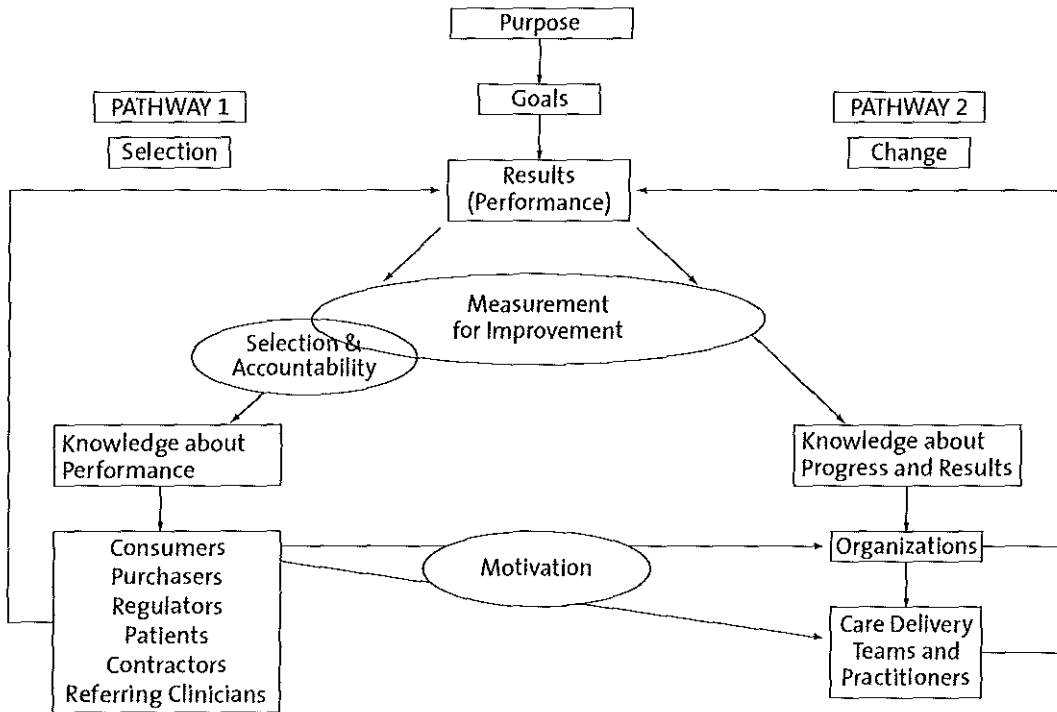 Purpose
Goals
PATHWAY 1
PATHWAY 2
Selection
Change
Results
(Performance)
Measurement
for Improvement
Selection &
Accountability
Knowledge about
Performance
Knowledge about
Progress and Results
Consumers
Purchasers
Regulators
Patients
Contractors
Referring Clinicians
Motivation
Organizations
Care Delivery
Teams and
Practitioners